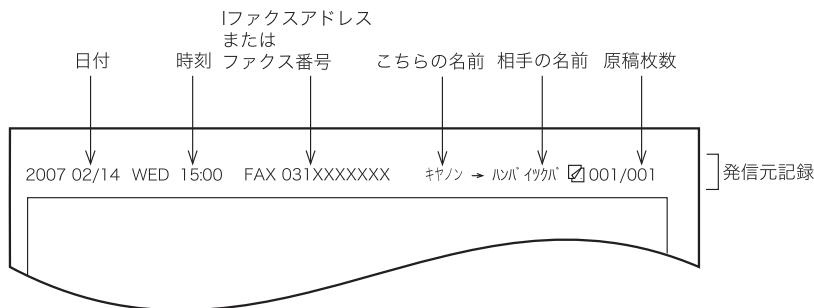 Iファクスアドレス
または
ファクス番号
日付
時刻
こちらの名前
相手の名前
原稿枚数
2007 02/14 WED 15:00 FAX 031XXXXXXX ｷﾔﾉﾝ → ﾊﾝﾊﾞｲﾂｸﾊﾞ 001/001
発信元記録